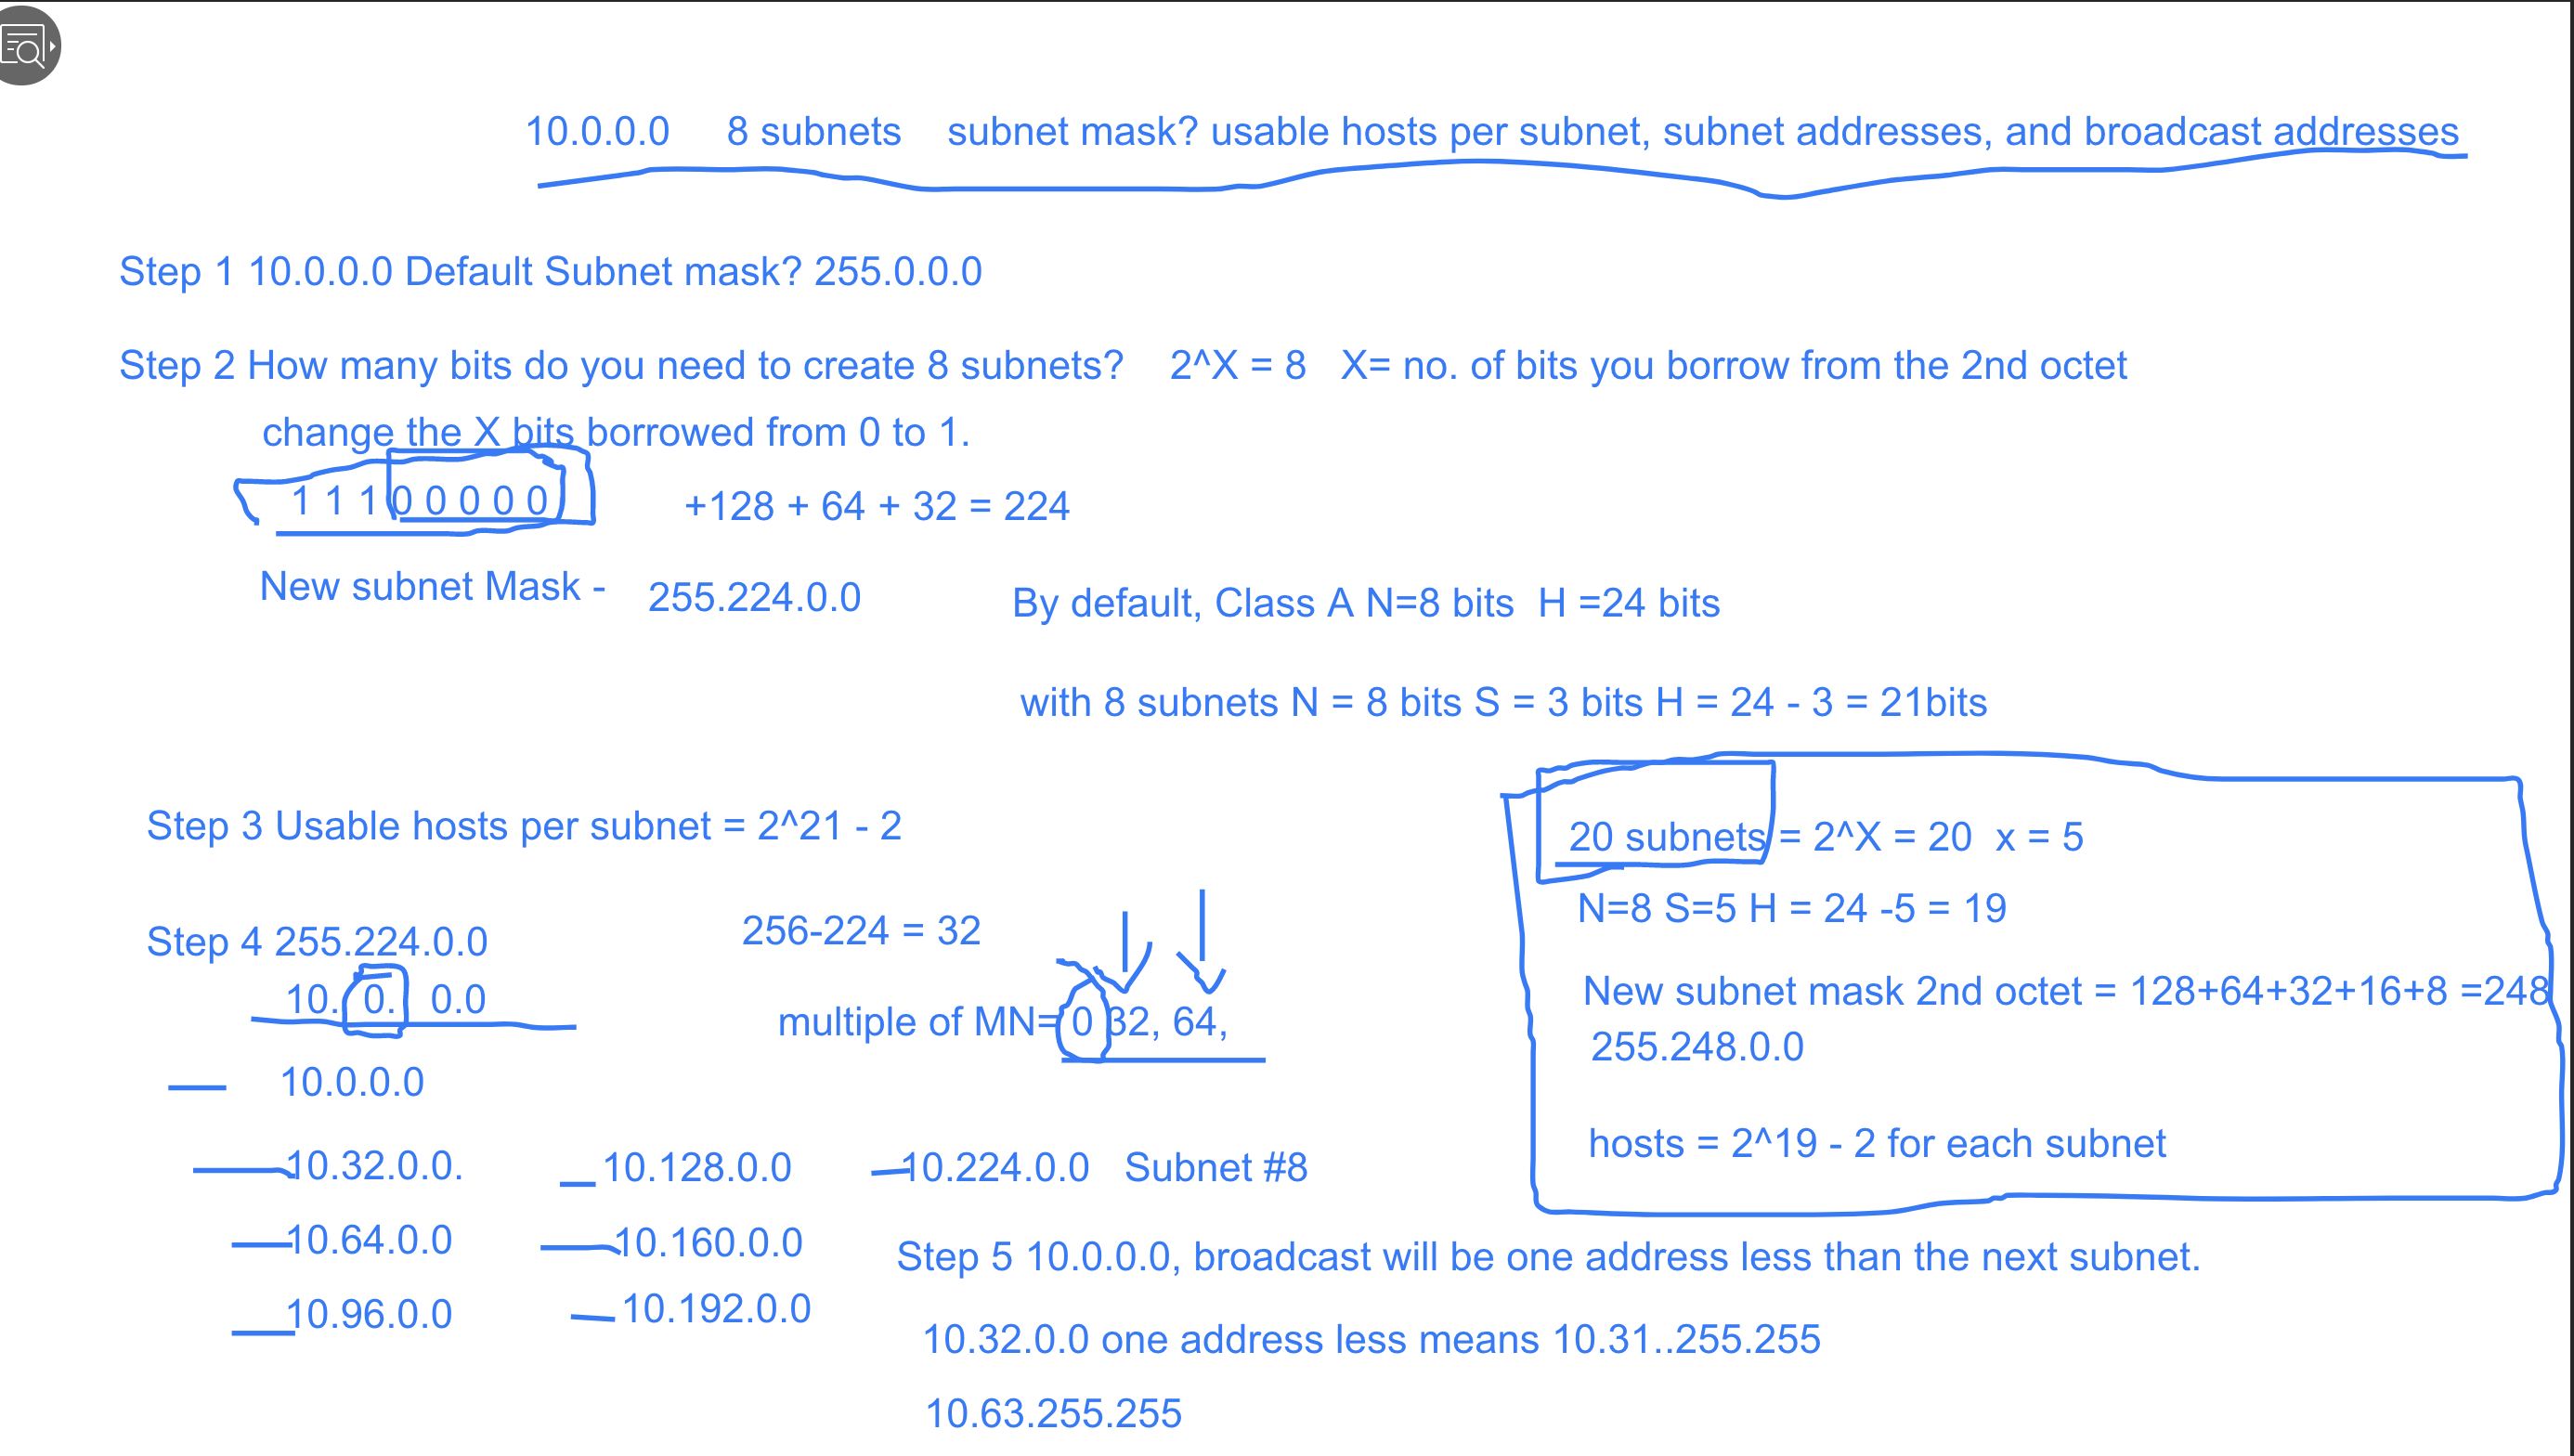 10.0.0.0 8 subnets subnet mask? usable hosts per subnet, subnet addresses, and broadcast addresses
Step 1 10.0.0.0 Default Subnet mask? 255.0.0.0
Step 2 How many bits do you need to create 8 subnets? 2^X = 8 X= no. of bits you borrow from the 2nd octet
change the X bits borrowed from 0 to 1.
1 1 1 0 0 0 0 0 +128 + 64 + 32 = 224
New subnet Mask - 255.224.0.0
By default, Class A N=8 bits H =24 bits
with 8 subnets N = 8 bits S = 3 bits H = 24 - 3 = 21bits
Step 3 Usable hosts per subnet = 2^21 - 2
20 subnets = 2^X = 20 x = 5
N=8 S=5 H = 24 -5 = 19
New subnet mask 2nd octet = 128+64+32+16+8 =248
255.248.0.0
hosts = 2^19 - 2 for each subnet
Step 4 255.224.0.0
10. 0. 0.0
256-224 = 32
multiple of MN= 0 32, 64,
10.0.0.0
10.32.0.0.
10.64.0.0
10.96.0.0
10.128.0.0
10.160.0.0
10.192.0.0
10.224.0.0 Subnet #8
Step 5 10.0.0.0, broadcast will be one address less than the next subnet.
10.32.0.0 one address less means 10.31..255.255
10.63.255.255